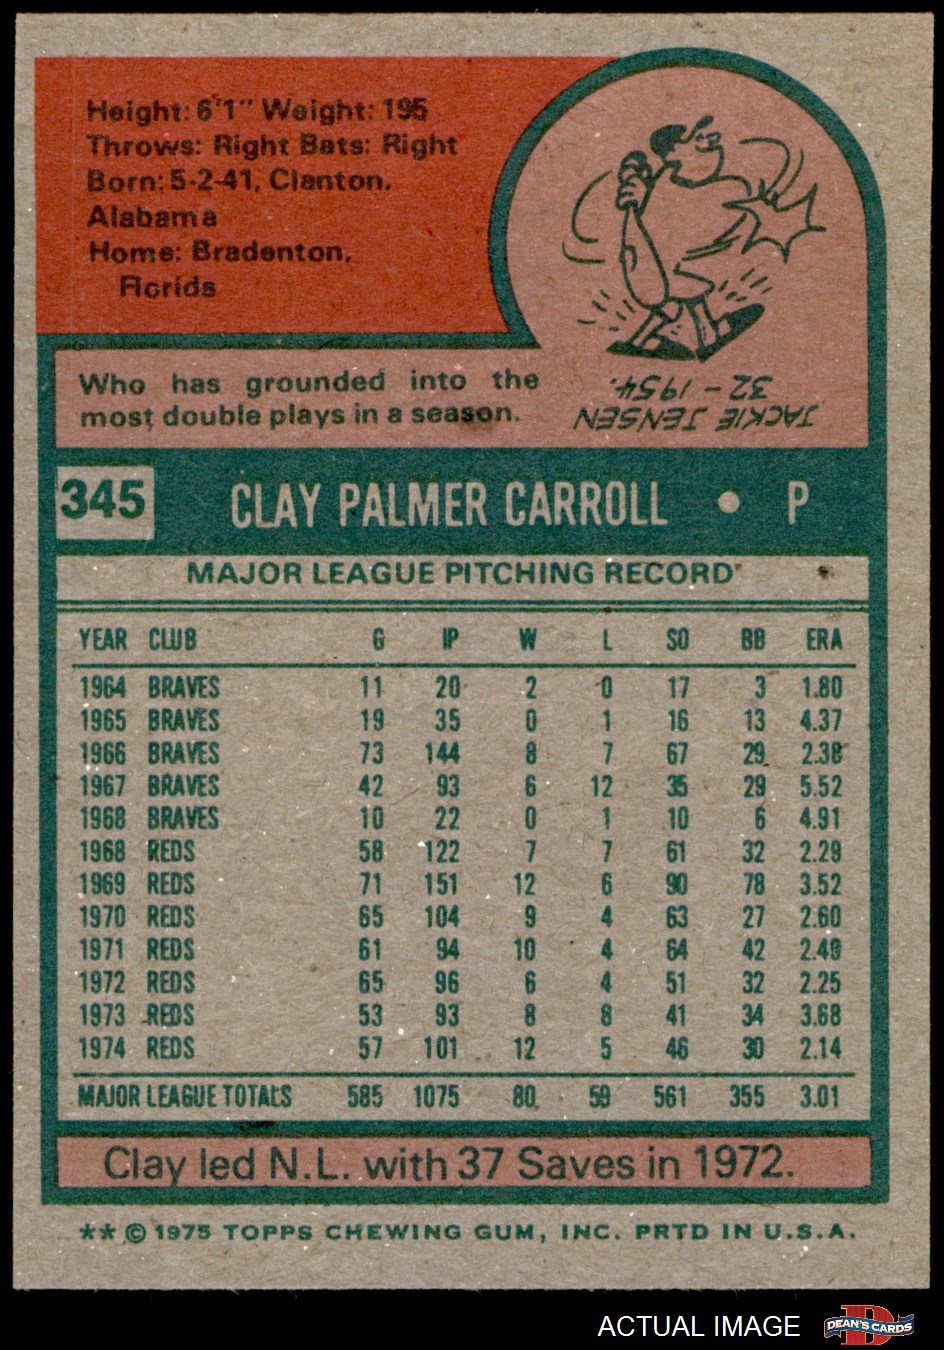 Height: 6'1" Weight: 195
Throws: Right Bats: Right
Born: 5-2-41, Clanton,
Alabama
Home: Bradenton,
Florida
Who has grounded into the
most double plays in a season.
JACKIE JENSEN
32 - 1954.
345 CLAY PALMER CARROLL • P
MAJOR LEAGUE PITCHING RECORD
YEAR CLUB G IP W L SO BB ERA
1964 BRAVES 11 20 2 0 17 3 1.80
1965 BRAVES 19 35 0 1 16 13 4.37
1966 BRAVES 73 144 8 7 67 29 2.38
1967 BRAVES 42 93 6 12 35 29 5.52
1968 BRAVES 10 22 0 1 10 6 4.91
1968 REDS 58 122 7 7 61 32 2.29
1969 REDS 71 151 12 6 90 78 3.52
1970 REDS 65 104 9 4 63 27 2.60
1971 REDS 61 94 10 4 64 42 2.49
1972 REDS 65 96 6 4 51 32 2.25
1973 REDS 53 93 8 8 41 34 3.68
1974 REDS 57 101 12 5 46 30 2.14
MAJOR LEAGUE TOTALS 585 1075 80 59 561 355 3.01
Clay led N.L. with 37 Saves in 1972.
** © 1975 TOPPS CHEWING GUM, INC. PRTD IN U.S.A.
ACTUAL IMAGE
D
DEAN'S CARDS